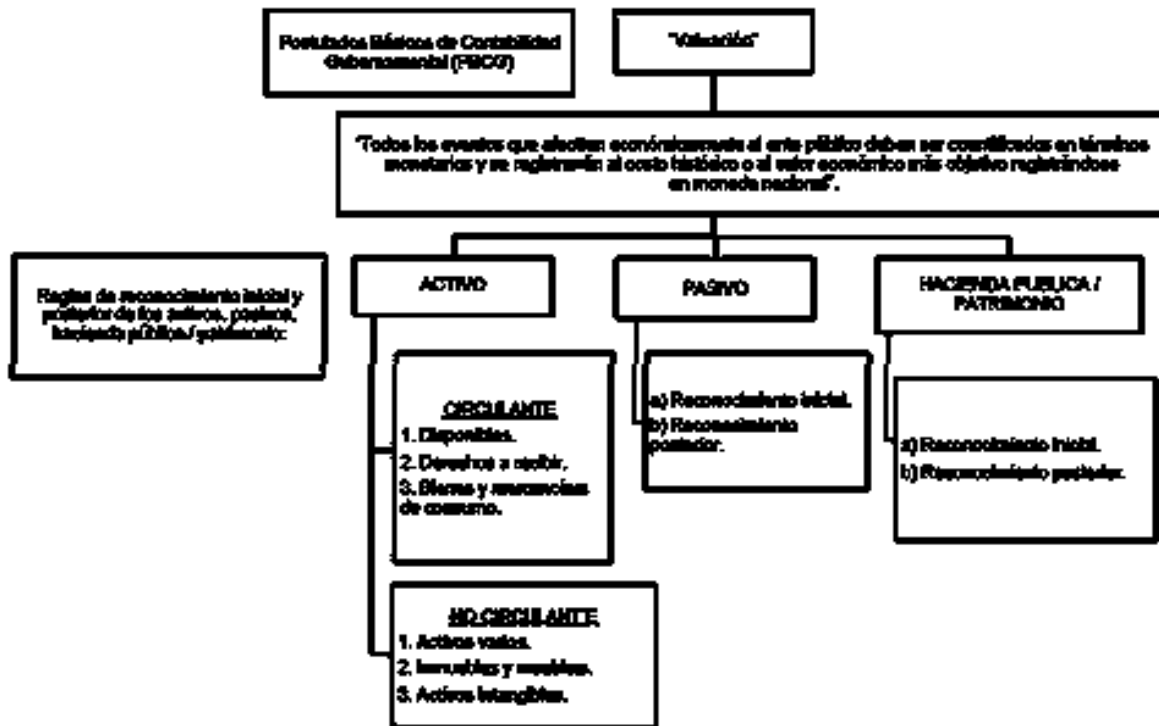 Postulados Básicos de Contabilidad
Gubernamental (PBCG)
"Valuación"
"Todos los eventos que afecten económicamente al ente público deben ser cuantificados en términos
monetarios y se registrarán al costo histórico o al valor económico más objetivo registrándose
en moneda nacional".
Reglas de reconocimiento inicial y
posterior de los activos, pasivos,
hacienda pública / patrimonio:
ACTIVO
PASIVO
HACIENDA PUBLICA /
PATRIMONIO
CIRCULANTE
1. Disponibles.
2. Derechos a recibir.
3. Bienes y mercancías
de consumo.
a) Reconocimiento inicial.
b) Reconocimiento
posterior.
a) Reconocimiento inicial.
b) Reconocimiento posterior.
NO CIRCULANTE
1. Activos varios.
2. Inmuebles y muebles.
3. Activos intangibles.